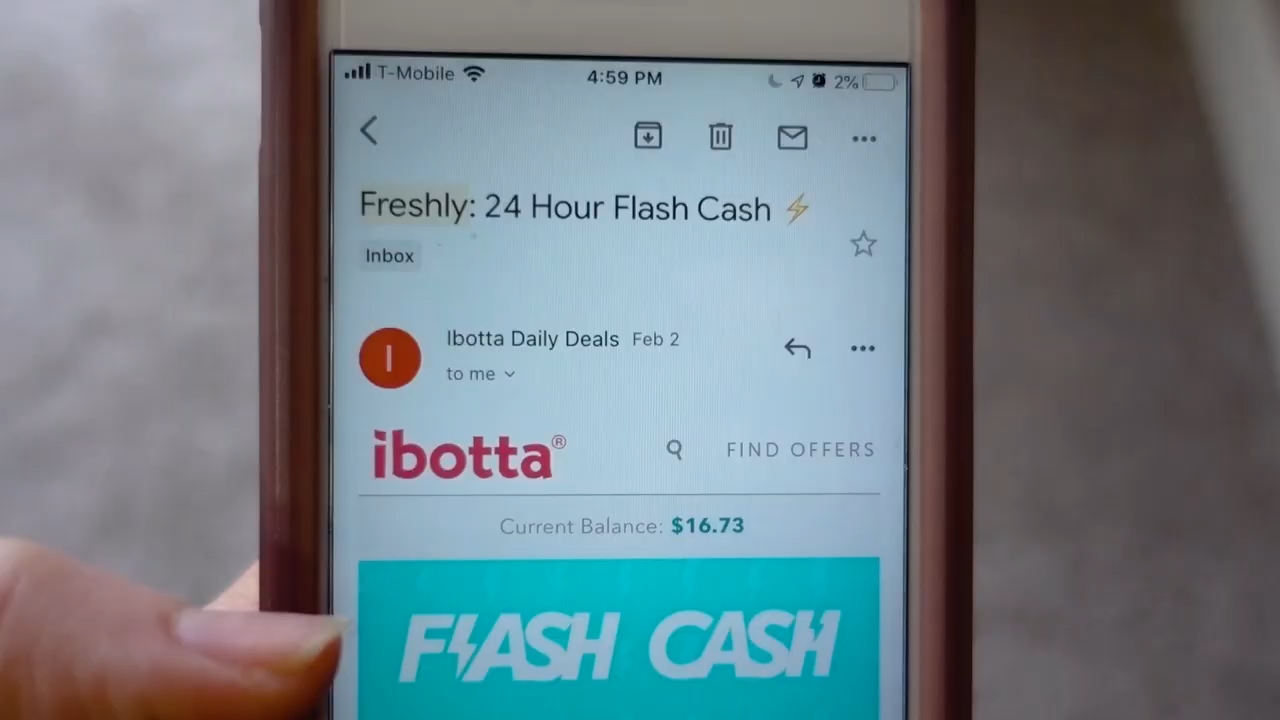 T-Mobile 4:59 PM 2%
Freshly: 24 Hour Flash Cash ⚡
Inbox
I
Ibotta Daily Deals Feb 2
to me
ibotta®
FIND OFFERS
Current Balance: $16.73
FLASH CASH